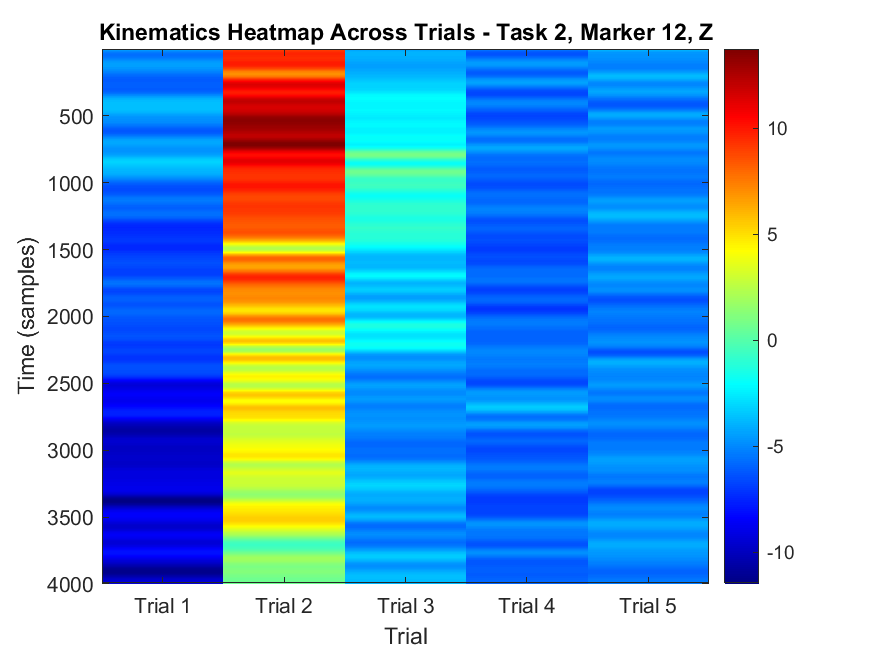 Kinematics Heatmap Across Trials - Task 2, Marker 12, Z
Time (samples)
500
1000
1500
2000
2500
3000
3500
4000
Trial 1
Trial 2
Trial 3
Trial 4
Trial 5
Trial
10
5
0
-5
-10